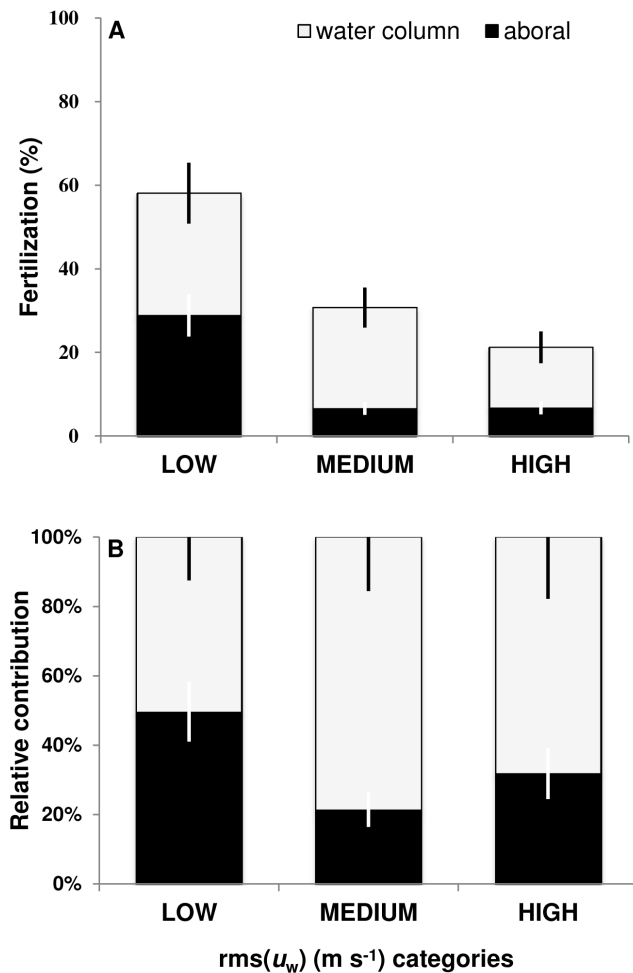 A
water column
aboral
100
80
60
40
20
0
Fertilization (%)
LOW MEDIUM HIGH
B
100%
80%
60%
40%
20%
0%
Relative contribution
LOW MEDIUM HIGH
rms(u_w) (m s⁻¹) categories